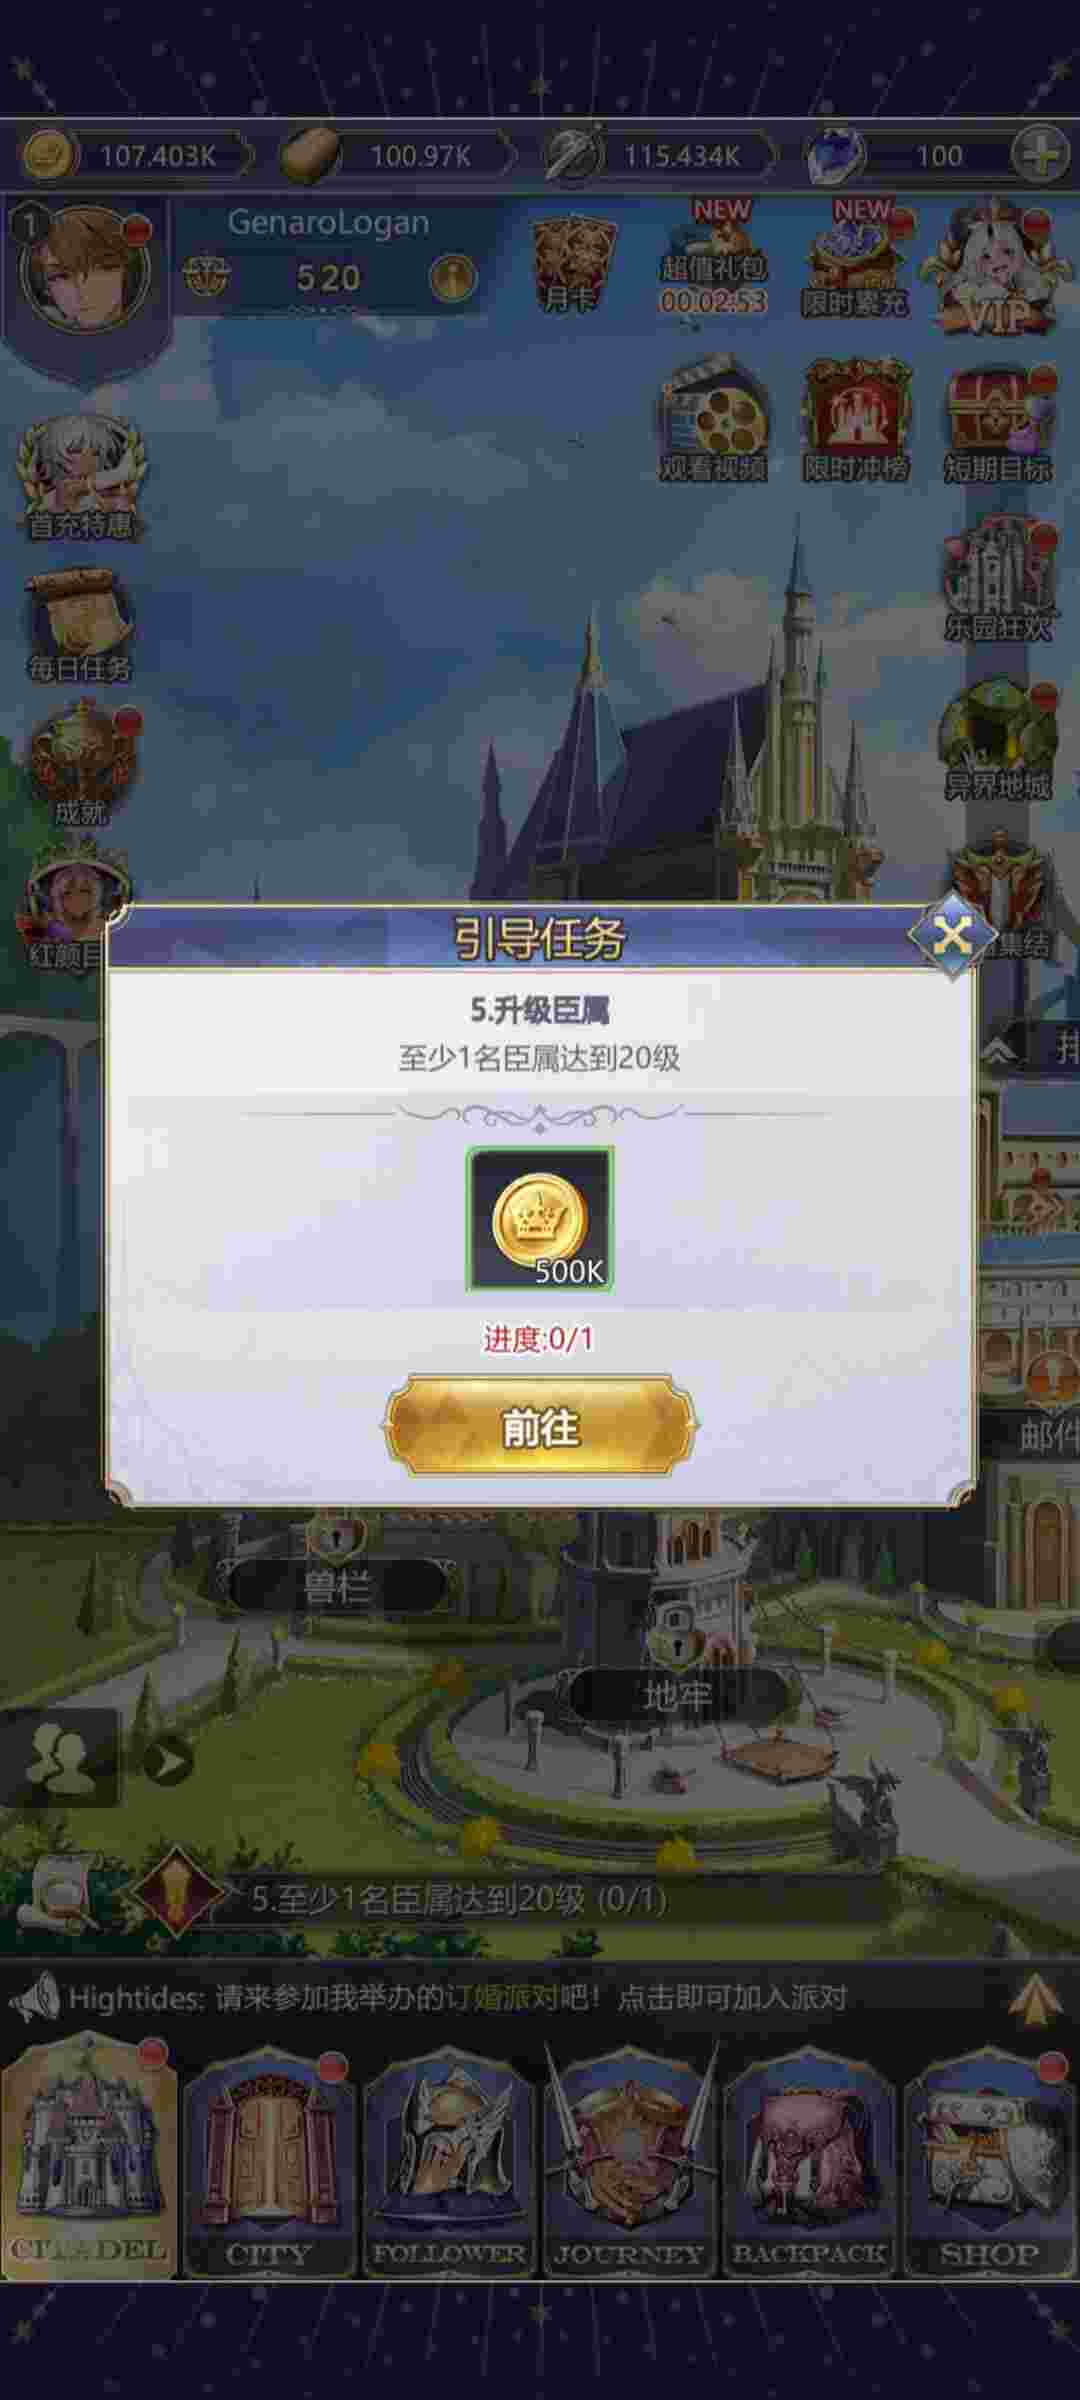 107.403K
100.97K
115.434K
100
1
GenaroLogan
520
月卡
NEW
超值礼包
00:02:53
NEW
限时累充
VIP
观看视频
限时冲榜
短期目标
首充特惠
每日任务
成就
乐园狂欢
异界地城
集结
红颜
引导任务
5.升级臣属
至少1名臣属达到20级
500K
进度:0/1
前往
邮件
兽栏
地牢
5.至少1名臣属达到20级 (0/1)
Hightides: 请来参加我举办的订婚派对吧！点击即可加入派对
CITADEL
CITY
FOLLOWER
JOURNEY
BACKPACK
SHOP